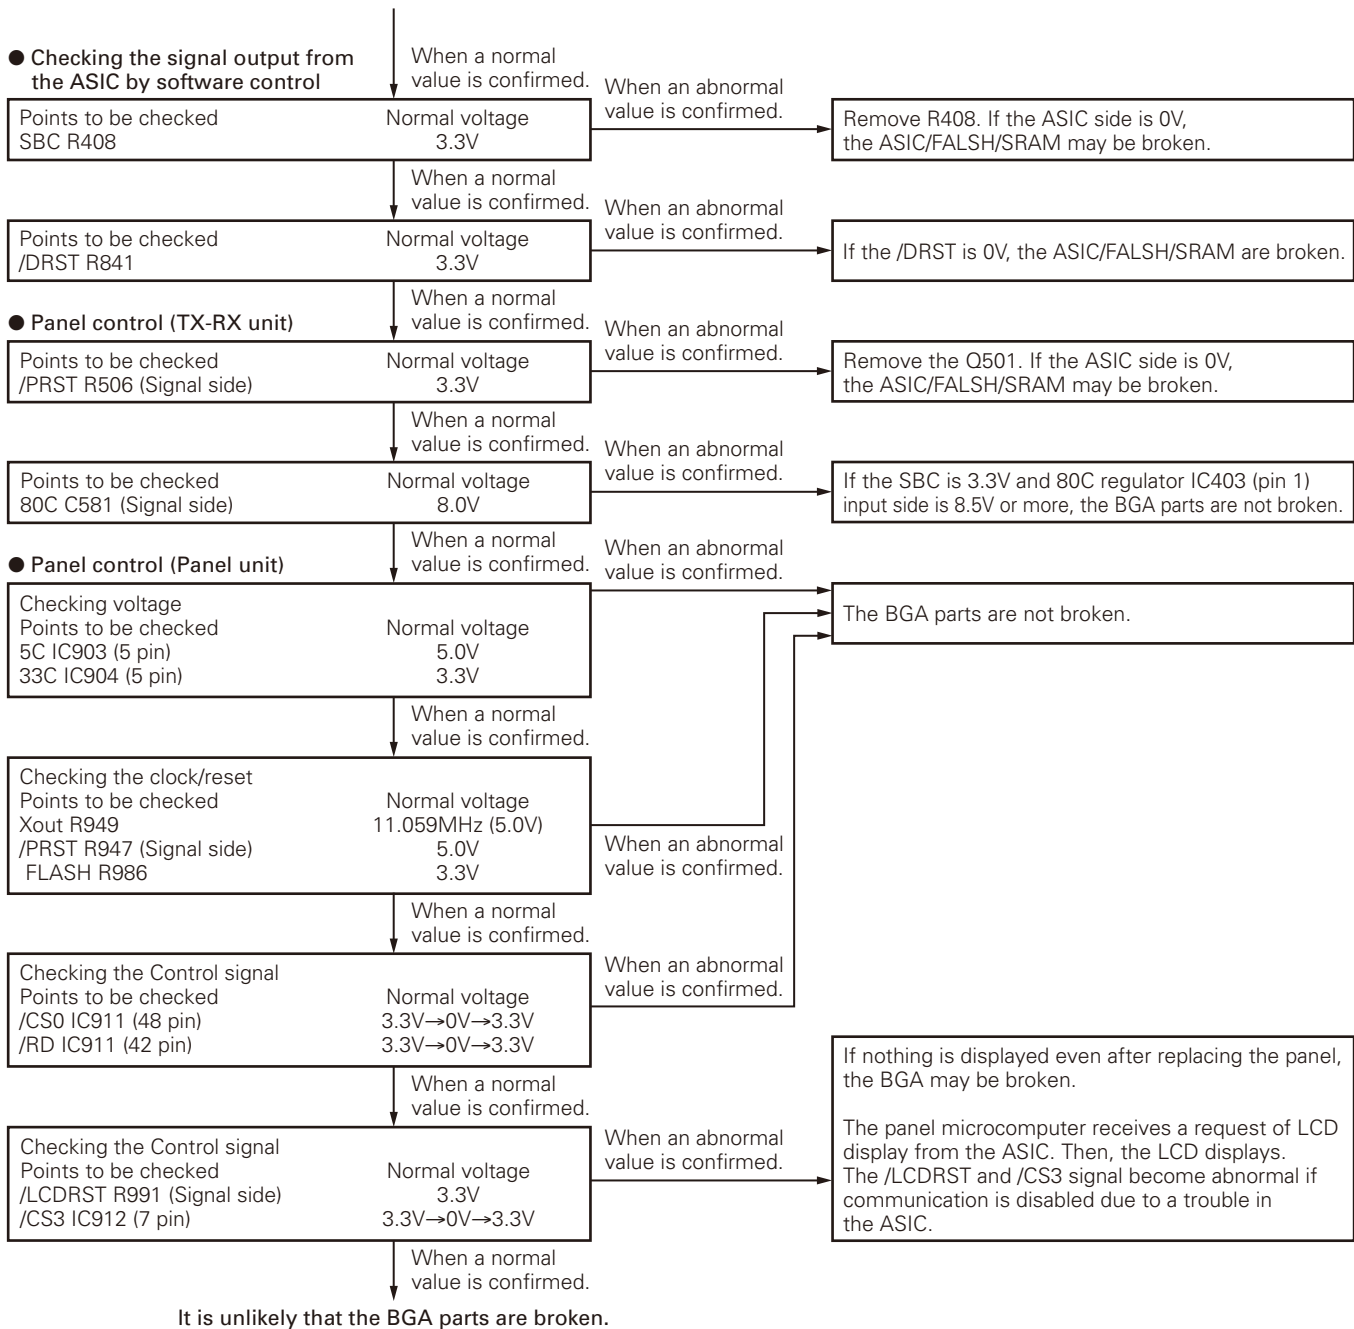 ● Checking the signal output from
the ASIC by software control
When a normal
value is confirmed.
When an abnormal
value is confirmed.
Points to be checked Normal voltage
SBC R408 3.3V
Remove R408. If the ASIC side is 0V,
the ASIC/FALSH/SRAM may be broken.
When a normal
value is confirmed.
When an abnormal
value is confirmed.
Points to be checked Normal voltage
/DRST R841 3.3V
If the /DRST is 0V, the ASIC/FALSH/SRAM are broken.
When a normal
value is confirmed.
● Panel control (TX-RX unit)
When an abnormal
value is confirmed.
Points to be checked Normal voltage
/PRST R506 (Signal side) 3.3V
Remove the Q501. If the ASIC side is 0V,
the ASIC/FALSH/SRAM may be broken.
When a normal
value is confirmed.
When an abnormal
value is confirmed.
Points to be checked Normal voltage
80C C581 (Signal side) 8.0V
If the SBC is 3.3V and 80C regulator IC403 (pin 1)
input side is 8.5V or more, the BGA parts are not broken.
When a normal
value is confirmed.
● Panel control (Panel unit)
When an abnormal
value is confirmed.
Checking voltage
Points to be checked Normal voltage
5C IC903 (5 pin) 5.0V
33C IC904 (5 pin) 3.3V
The BGA parts are not broken.
When a normal
value is confirmed.
Checking the clock/reset
Points to be checked Normal voltage
Xout R949 11.059MHz (5.0V)
/PRST R947 (Signal side) 5.0V
FLASH R986 3.3V
When an abnormal
value is confirmed.
When a normal
value is confirmed.
When an abnormal
value is confirmed.
Checking the Control signal
Points to be checked Normal voltage
/CS0 IC911 (48 pin) 3.3V→0V→3.3V
/RD IC911 (42 pin) 3.3V→0V→3.3V
When a normal
value is confirmed.
When an abnormal
value is confirmed.
Checking the Control signal
Points to be checked Normal voltage
/LCDRST R991 (Signal side) 3.3V
/CS3 IC912 (7 pin) 3.3V→0V→3.3V
If nothing is displayed even after replacing the panel,
the BGA may be broken.
The panel microcomputer receives a request of LCD
display from the ASIC. Then, the LCD displays.
The /LCDRST and /CS3 signal become abnormal if
communication is disabled due to a trouble in
the ASIC.
When a normal
value is confirmed.
It is unlikely that the BGA parts are broken.